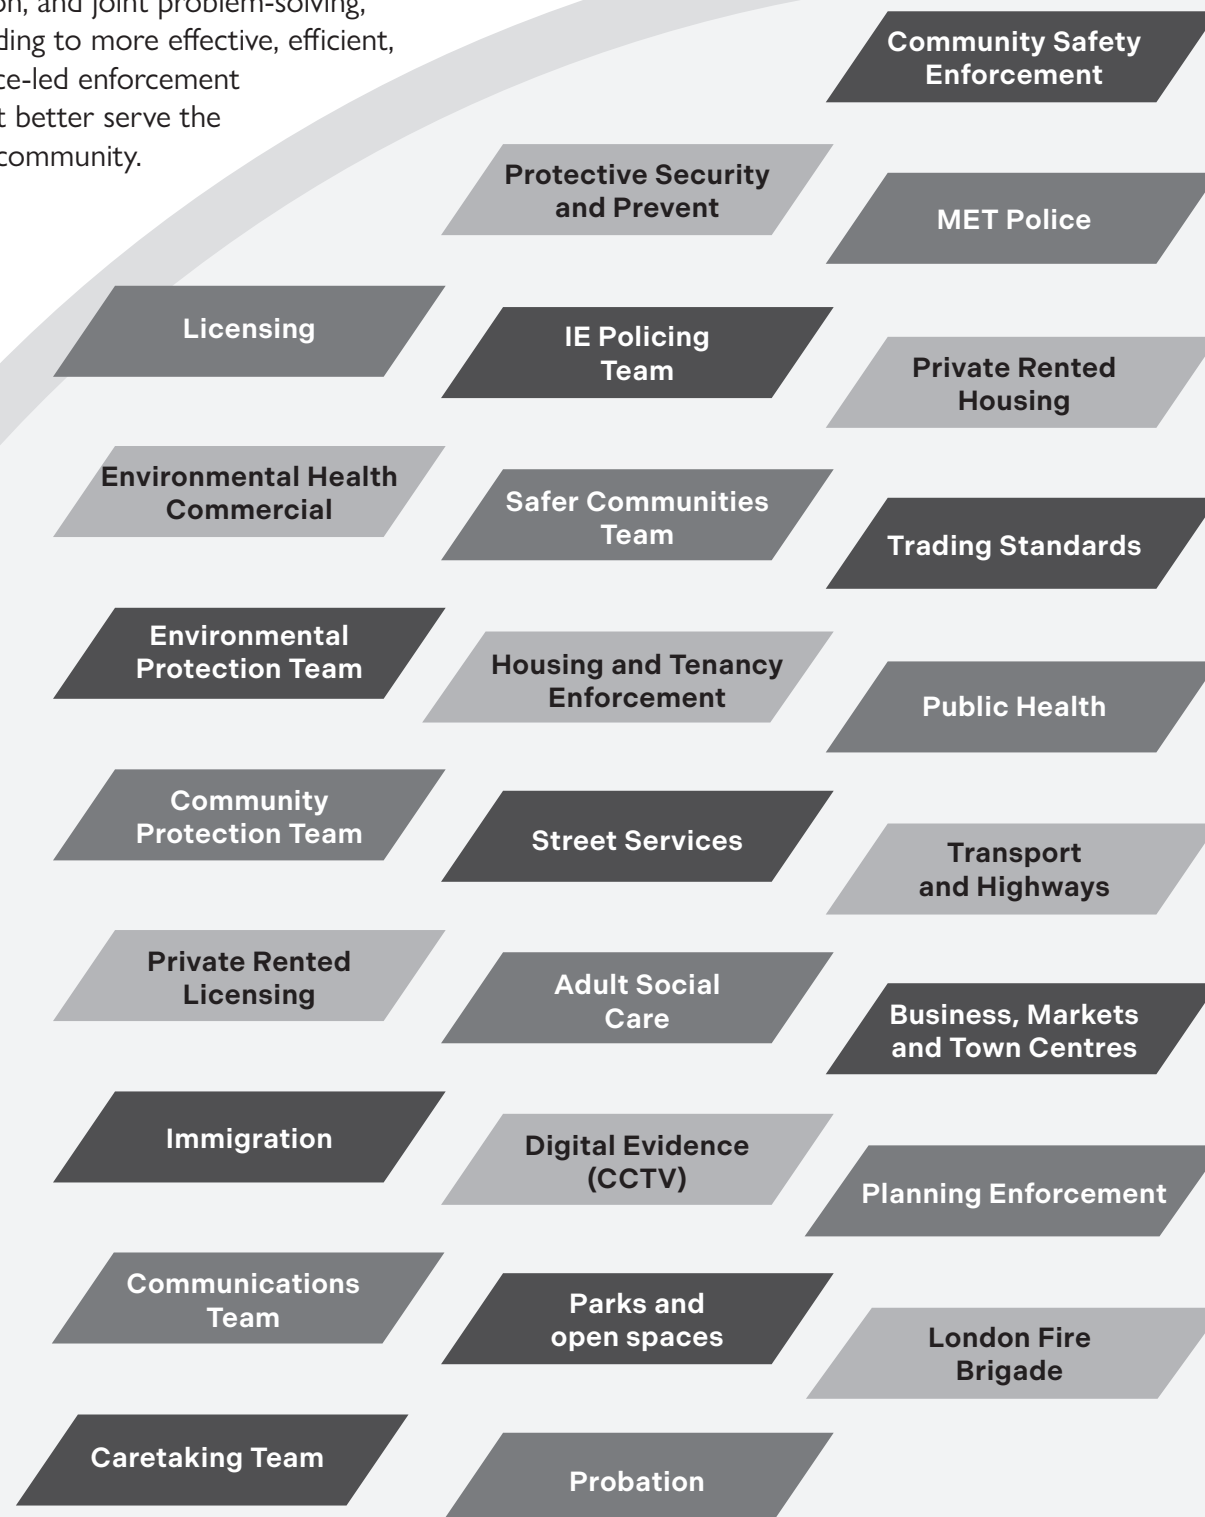 and joint problem-solving,
to more effective, efficient,
enforcement
better serve the
community.
Community Safety
Enforcement
Protective Security
and Prevent
MET Police
Licensing
IE Policing
Team
Private Rented
Housing
Environmental Health
Commercial
Safer Communities
Team
Trading Standards
Environmental
Protection Team
Housing and Tenancy
Enforcement
Public Health
Community
Protection Team
Street Services
Transport
and Highways
Private Rented
Licensing
Adult Social
Care
Business, Markets
and Town Centres
Immigration
Digital Evidence
(CCTV)
Planning Enforcement
Communications
Team
Parks and
open spaces
London Fire
Brigade
Caretaking Team
Probation